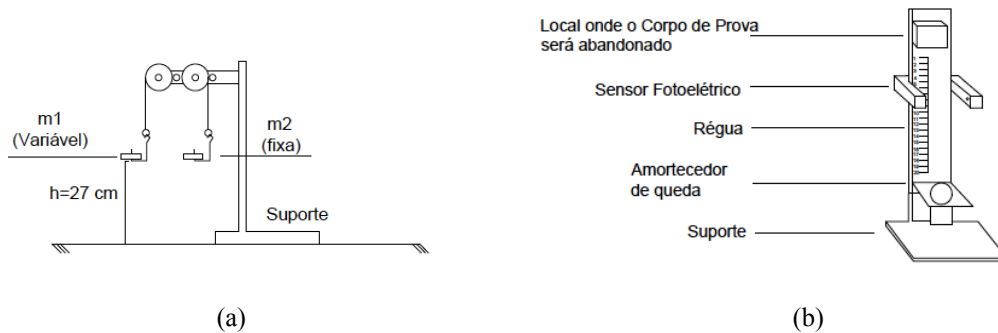 m1
(Variável)
m2
(fixa)
h=27 cm
Suporte
(a)
Local onde o Corpo de Prova
será abandonado
Sensor Fotoelétrico
Régua
Amortecedor
de queda
Suporte
(b)